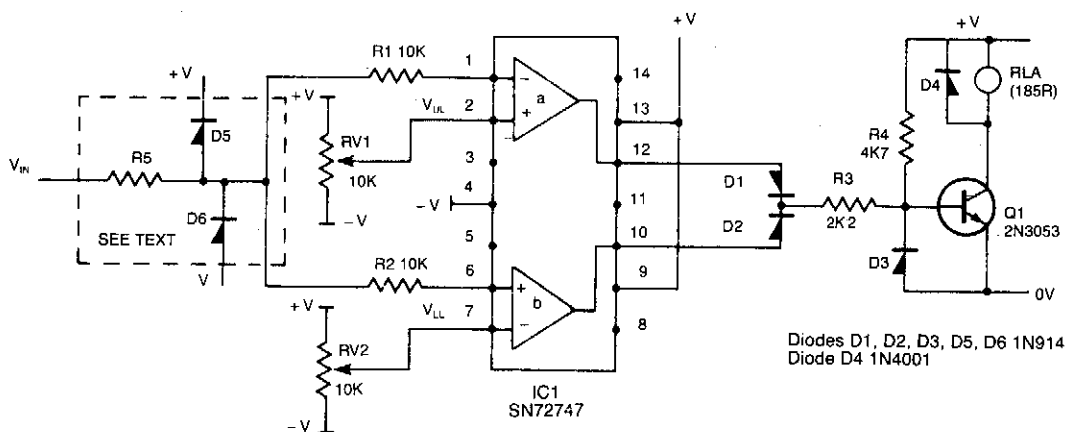 +V
D5
V_IN
R5
D6
SEE TEXT
V
R1 10K
+V
RV1
10K
−V
V_UL
R2 10K
+V
RV2
10K
−V
V_LL
1
2
3
4
−V
5
6
7
−
a
+
+
b
−
14
13
12
11
10
9
8
IC1
SN72747
+V
D1
D2
R3
2K2
+V
D4
RLA
(185R)
R4
4K7
Q1
2N3053
D3
0V
Diodes D1, D2, D3, D5, D6 1N914
Diode D4 1N4001